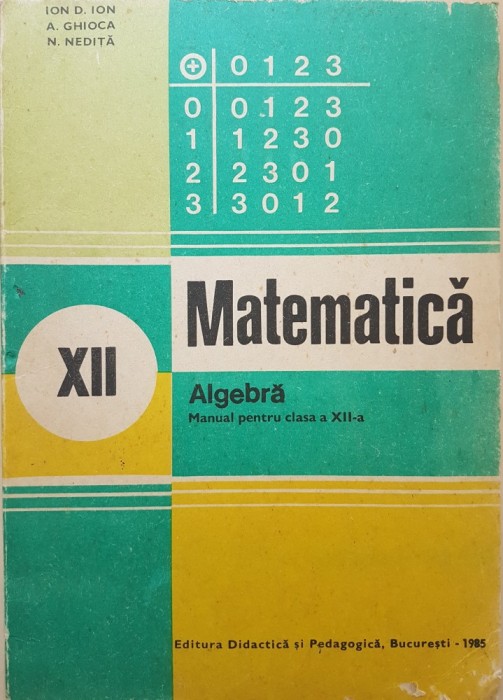 ION D. ION
A. GHIOCA
N. NEDIȚĂ
⊕ 0 1 2 3
0 0 1 2 3
1 1 2 3 0
2 2 3 0 1
3 3 0 1 2
Matematică
XII
Algebră
Manual pentru clasa a XII-a
Editura Didactică și Pedagogică, București - 1985